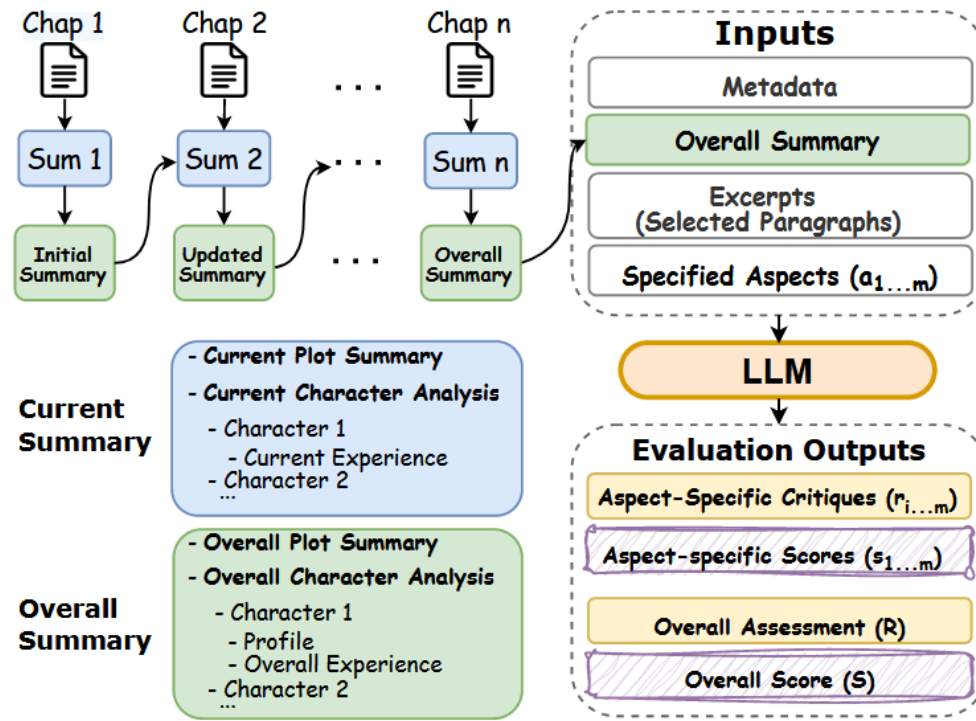 Chap 1
Chap 2
Chap n
. . .
Sum 1
Sum 2
. . .
Sum n
Initial
Summary
Updated
Summary
. . .
Overall
Summary
Inputs
Metadata
Overall Summary
Excerpts
(Selected Paragraphs)
Specified Aspects (a1...m)
LLM
Evaluation Outputs
Aspect-Specific Critiques (ri...m)
Aspect-specific Scores (s1...m)
Overall Assessment (R)
Overall Score (S)
Current
Summary
- Current Plot Summary
- Current Character Analysis
- Character 1
- Current Experience
- Character 2
...
Overall
Summary
- Overall Plot Summary
- Overall Character Analysis
- Character 1
- Profile
- Overall Experience
- Character 2
...